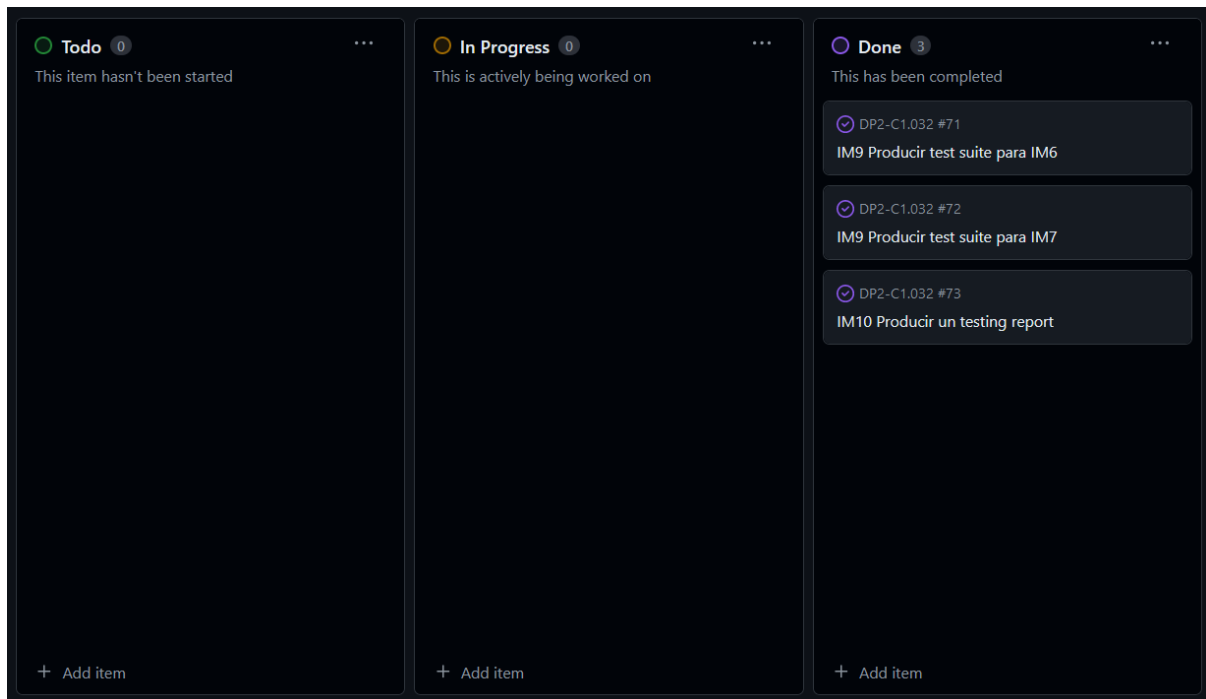 Todo 0
This item hasn't been started
+ Add item
In Progress 0
This is actively being worked on
+ Add item
Done 3
This has been completed
DP2-C1.032 #71
IM9 Producir test suite para IM6
DP2-C1.032 #72
IM9 Producir test suite para IM7
DP2-C1.032 #73
IM10 Producir un testing report
+ Add item